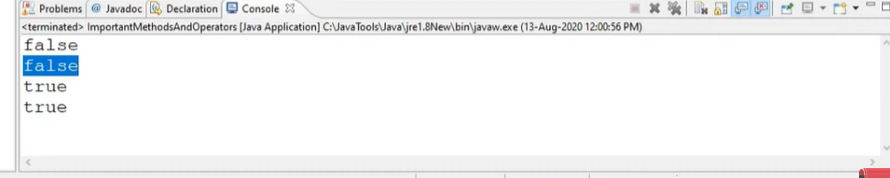 Problems @ Javadoc Declaration Console
<terminated> ImportantMethodsAndOperators [Java Application] C:\JavaTools\Java\jre1.8New\bin\javaw.exe (13-Aug-2020 12:00:56 PM)
false
false
true
true